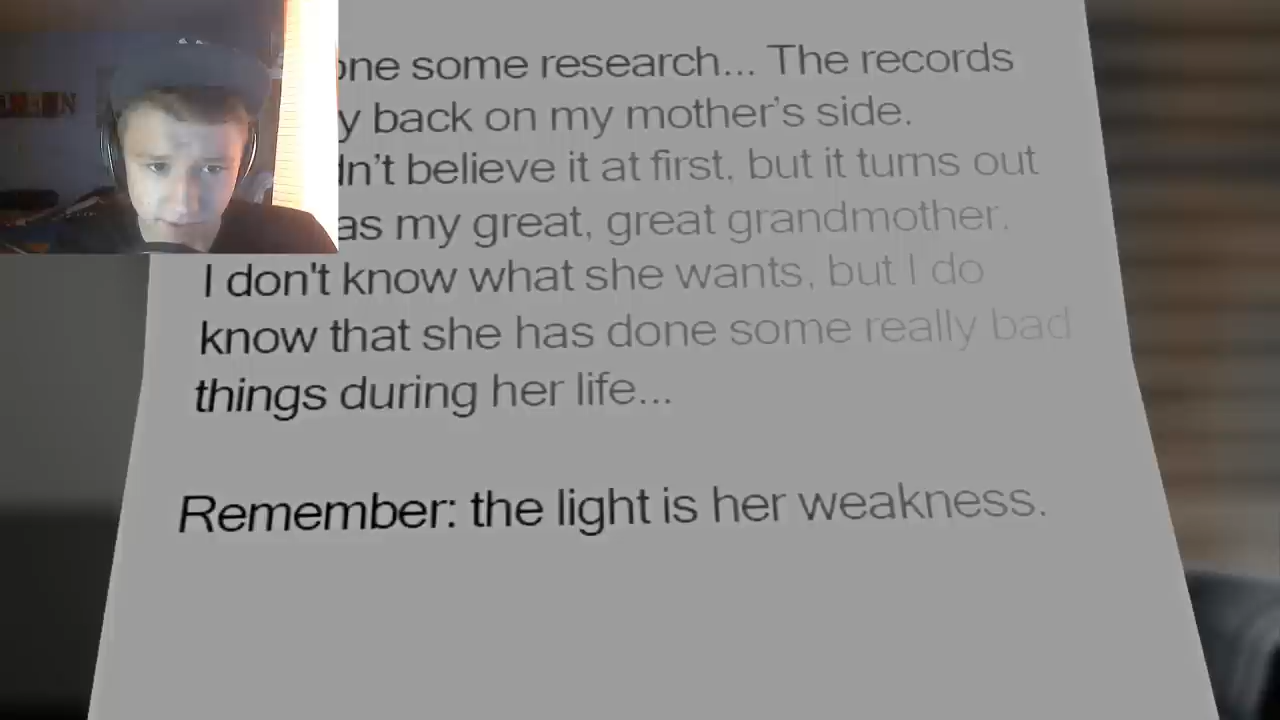 some research... The records
back on my mother's side.
believe it at first, but it turns out
my great, great grandmother.
I don't know what she wants, but I do
know that she has done some really bad
things during her life...
Remember: the light is her weakness.